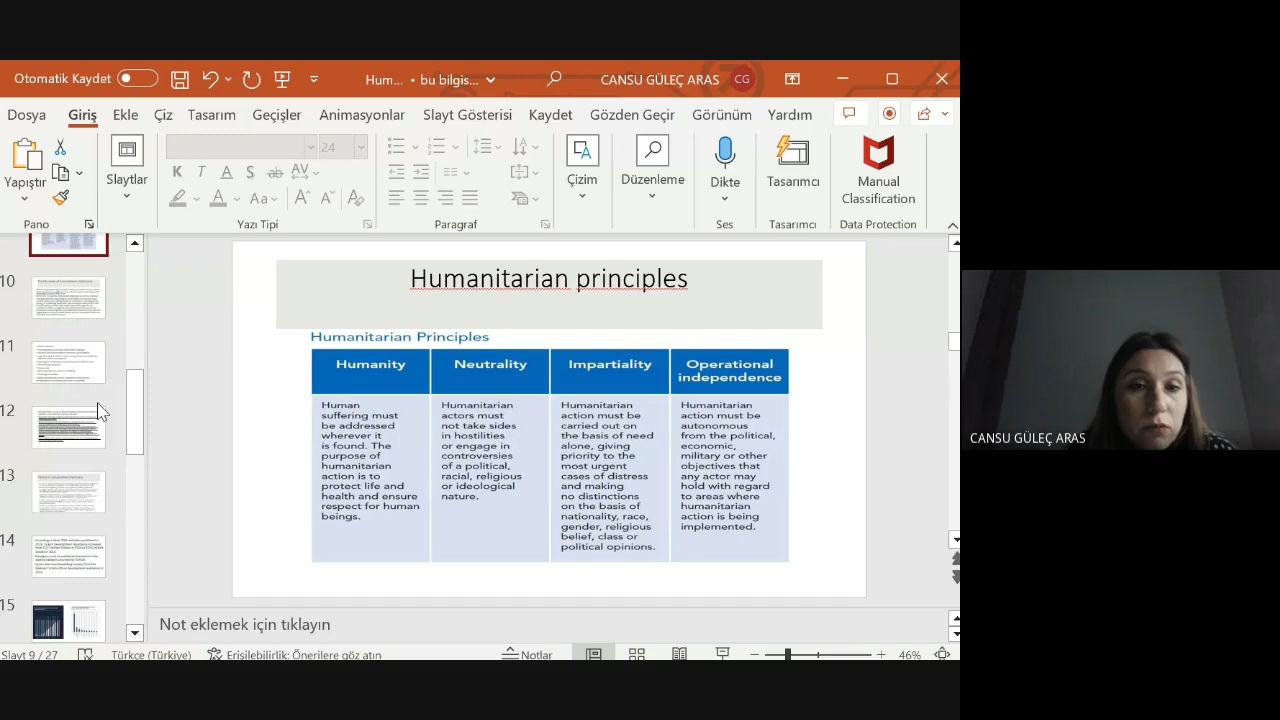 Otomatik Kaydet
Hum... • bu bilgis...
CANSU GÜLEÇ ARAS
CG
Dosya
Giriş
Ekle
Çiz
Tasarım
Geçişler
Animasyonlar
Slayt Gösterisi
Kaydet
Gözden Geçir
Görünüm
Yardım
Yapıştır
Slaytlar
24
K T A S ab AV
A Aa A A A
Çizim
Düzenleme
Dikte
Tasarımcı
Manual
Classification
Pano
Yazı Tipi
Paragraf
Ses
Tasarımcı
Data Protection
10
11
12
13
14
15
Humanitarian principles
Humanitarian Principles
Humanity
Human
suffering must
be addressed
wherever it
is found. The
purpose of
humanitarian
action is to
protect life and
health and ensure
respect for human
beings.
Neutrality
Humanitarian
actors must
not take sides
in hostilities
or engage in
controversies
of a political,
racial, religious
or ideological
nature.
Impartiality
Humanitarian
action must be
carried out on
the basis of need
alone, giving
priority to the
most urgent
cases of distress
and making
no distinctions
on the basis of
nationality, race,
gender, religious
belief, class or
political opinions.
Operational
independence
Humanitarian
action must be
autonomous
from the political,
economic,
military or other
objectives that
any actor may
hold with regard
to areas where
humanitarian
action is being
implemented.
Not eklemek için tıklayın
Slayt 9 / 27
Türkçe (Türkiye)
Erişilebilirlik: Önerilere göz atın
Notlar
46%
CANSU GÜLEÇ ARAS